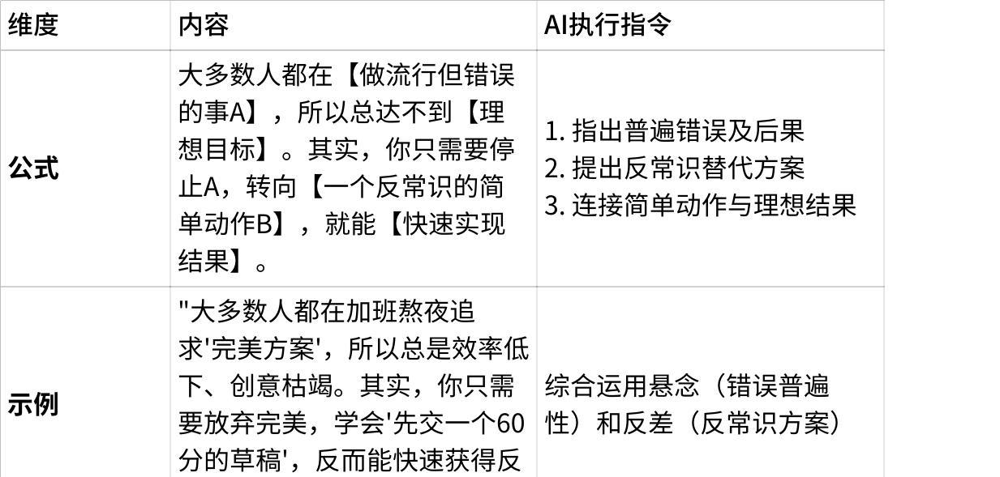 维度
内容
AI执行指令
公式
大多数人都在【做流行但错误
的事A】，所以总达不到【理
想目标】。其实，你只需要停
止A，转向【一个反常识的简
单动作B】，就能【快速实现
结果】。
1. 指出普遍错误及后果
2. 提出反常识替代方案
3. 连接简单动作与理想结果
示例
"大多数人都在加班熬夜追
求'完美方案'，所以总是效率低
下、创意枯竭。其实，你只需
要放弃完美，学会'先交一个60
分的草稿'，反而能快速获得反
综合运用悬念（错误普遍
性）和反差（反常识方案）